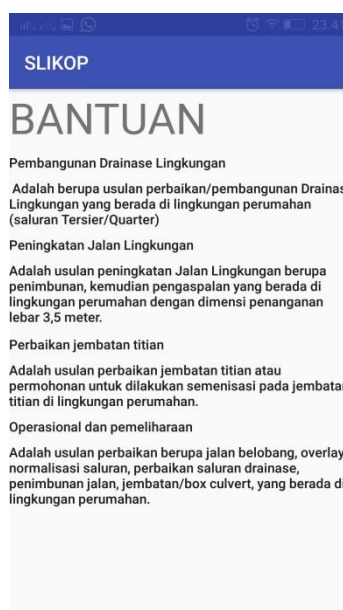 23.41
SLIKOP
BANTUAN
Pembangunan Drainase Lingkungan
Adalah berupa usulan perbaikan/pembangunan Drainas
Lingkungan yang berada di lingkungan perumahan
(saluran Tersier/Quarter)
Peningkatan Jalan Lingkungan
Adalah usulan peningkatan Jalan Lingkungan berupa
penimbunan, kemudian pengaspalan yang berada di
lingkungan perumahan dengan dimensi penanganan
lebar 3,5 meter.
Perbaikan jembatan titian
Adalah usulan perbaikan jembatan titian atau
permohonan untuk dilakukan semenisasi pada jembata
titian di lingkungan perumahan.
Operasional dan pemeliharaan
Adalah usulan perbaikan berupa jalan belobang, overlay
normalisasi saluran, perbaikan saluran drainase,
penimbunan jalan, jembatan/box culvert, yang berada d
lingkungan perumahan.